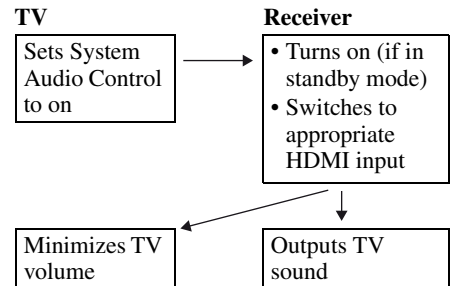 TV
Sets System
Audio Control
to on
Receiver
• Turns on (if in
standby mode)
• Switches to
appropriate
HDMI input
Minimizes TV
volume
Outputs TV
sound